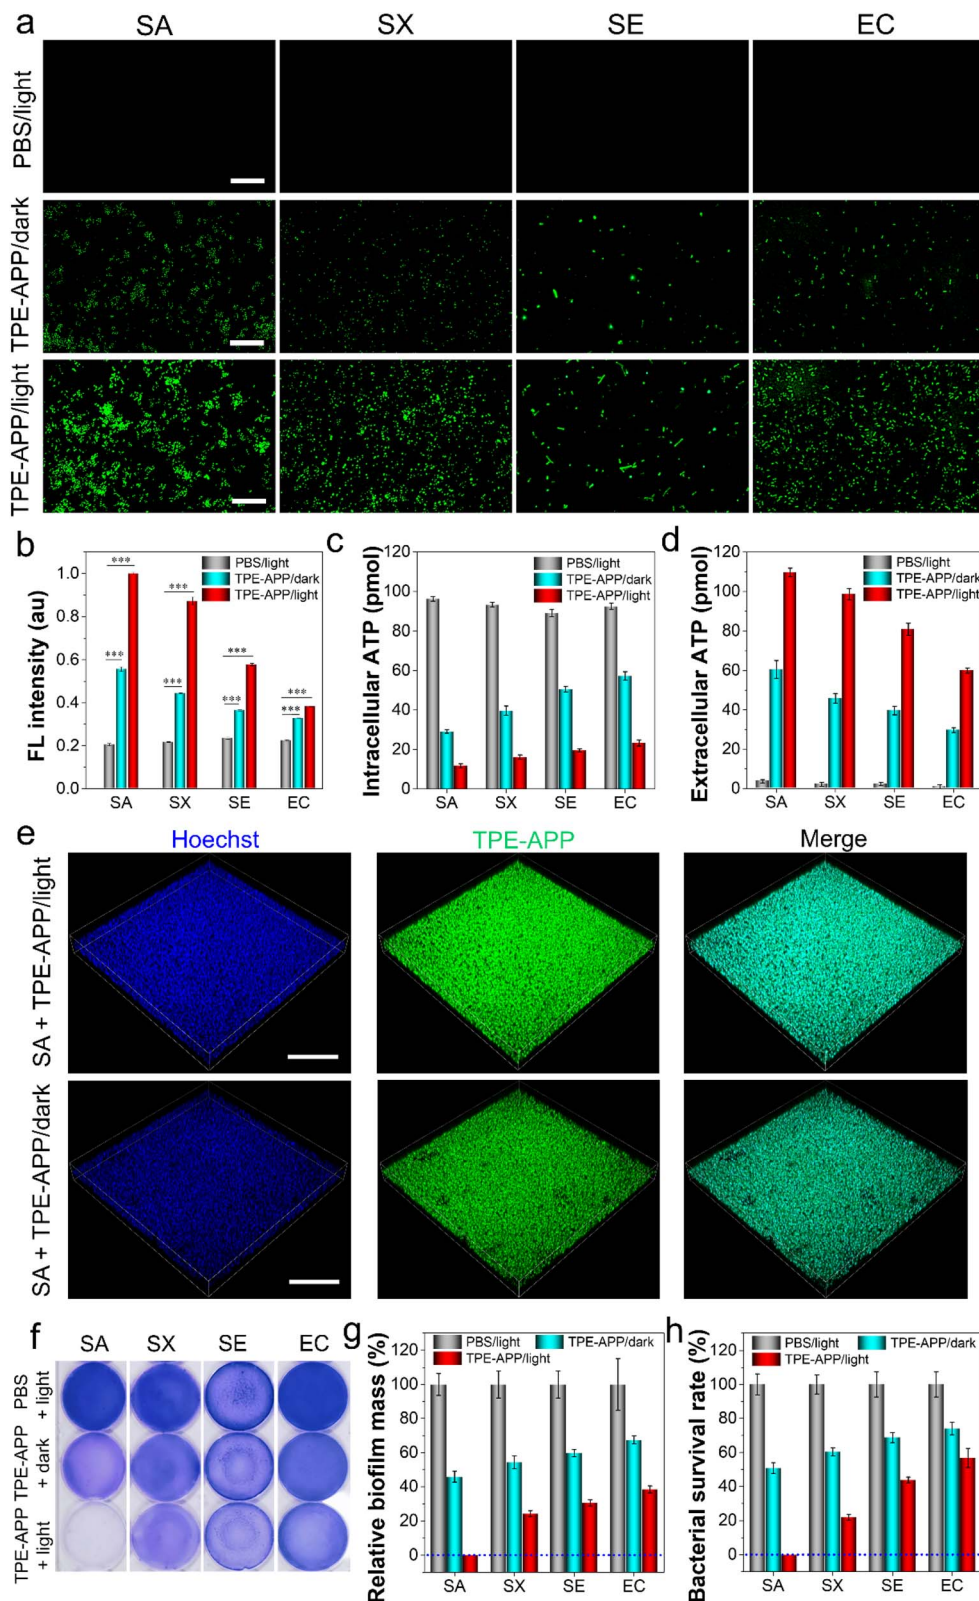 a
SA SX SE EC
PBS/light
TPE-APP/dark
TPE-APP/light
b
FL intensity (au)
1.0
0.8
0.6
0.4
0.2
0.0
PBS/light
TPE-APP/dark
TPE-APP/light
*** *** *** ***
*** *** *** ***
SA SX SE EC
c
Intracellular ATP (pmol)
120
100
80
60
40
20
0
PBS/light
TPE-APP/dark
TPE-APP/light
SA SX SE EC
d
Extracellular ATP (pmol)
120
100
80
60
40
20
0
PBS/light
TPE-APP/dark
TPE-APP/light
SA SX SE EC
e
Hoechst TPE-APP Merge
SA + TPE-APP/light
SA + TPE-APP/dark
f
SA SX SE EC
PBS
+ light
TPE-APP
+ dark
TPE-APP
+ light
g
Relative biofilm mass (%)
120
100
80
60
40
20
0
PBS/light TPE-APP/dark
TPE-APP/light
SA SX SE EC
h
Bacterial survival rate (%)
120
100
80
60
40
20
0
PBS/light TPE-APP/dark
TPE-APP/light
SA SX SE EC